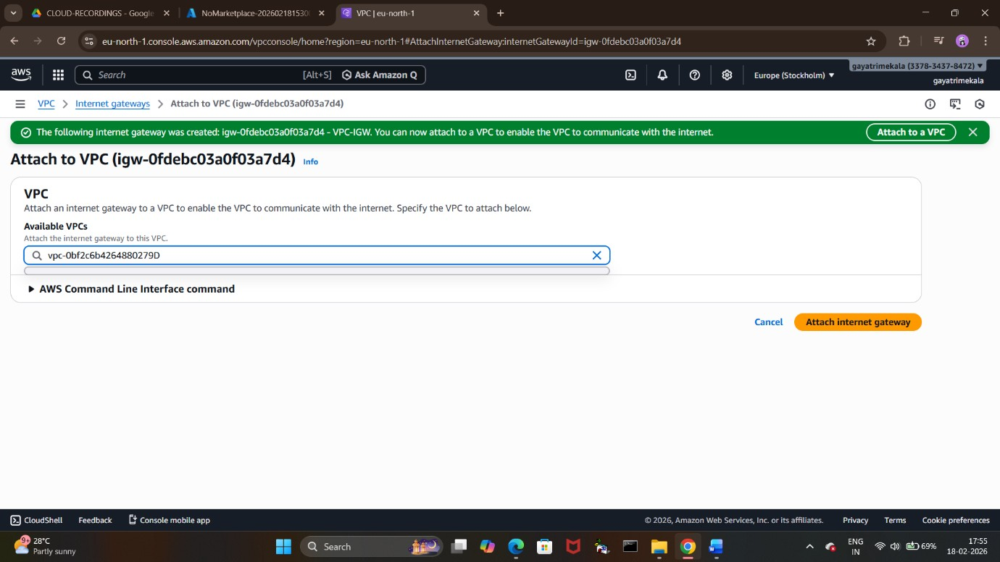 CLOUD-RECORDINGS - Google
NoMarketplace-20260218153
VPC | eu-north-1
eu-north-1.console.aws.amazon.com/vpcconsole/home?region=eu-north-1#AttachInternetGateway:internetGatewayId=igw-0fdebc03a0f03a7d4
aws
Search [Alt+S] Ask Amazon Q
Europe (Stockholm)
gayatrimekala (3378-3437-8472)
gayatrimekala
VPC > Internet gateways > Attach to VPC (igw-0fdebc03a0f03a7d4)
The following internet gateway was created: igw-0fdebc03a0f03a7d4 - VPC-IGW. You can now attach to a VPC to enable the VPC to communicate with the internet.
Attach to a VPC
Attach to VPC (igw-0fdebc03a0f03a7d4) Info
VPC
Attach an internet gateway to a VPC to enable the VPC to communicate with the internet. Specify the VPC to attach below.
Available VPCs
Attach the internet gateway to this VPC.
vpc-0bf2c6b4264880279D
AWS Command Line Interface command
Cancel Attach internet gateway
CloudShell Feedback Console mobile app © 2026, Amazon Web Services, Inc. or its affiliates. Privacy Terms Cookie preferences
9+
28°C
Partly sunny
Search
ENG
IN
69%
17:55
18-02-2026